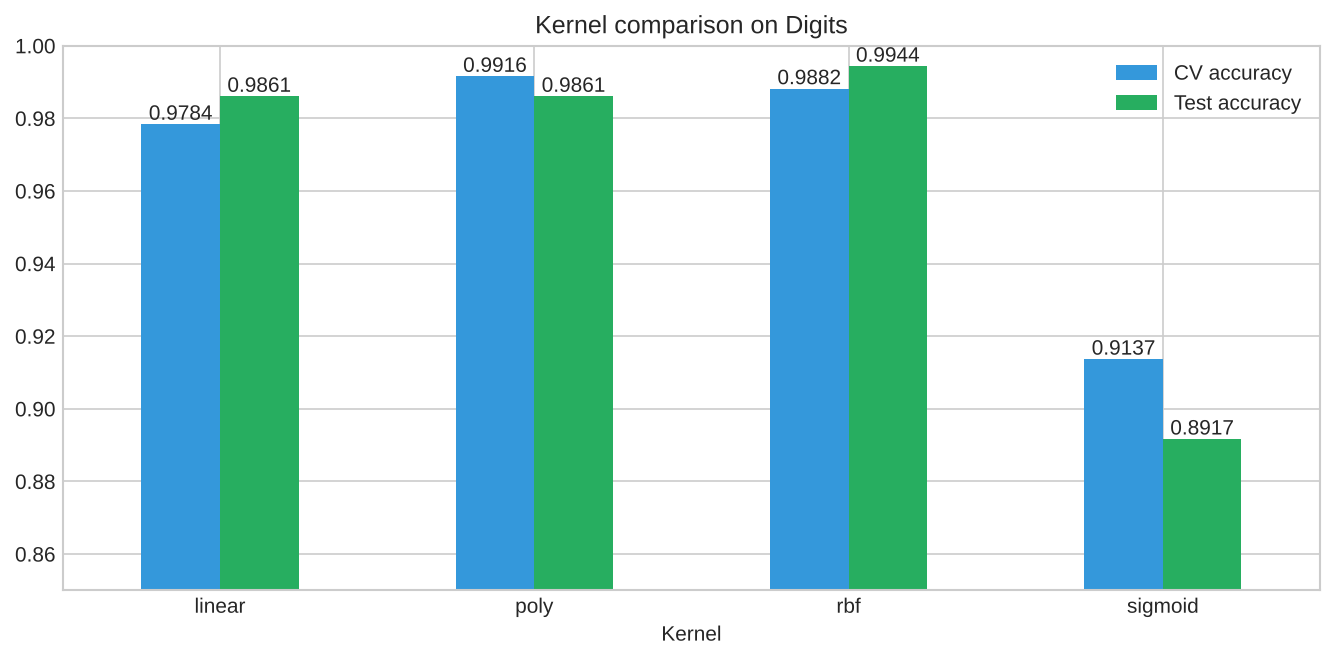 Kernel comparison on Digits
1.00
0.98
0.96
0.94
0.92
0.90
0.88
0.86
0.9784
0.9861
0.9916
0.9861
0.9882
0.9944
0.9137
0.8917
CV accuracy
Test accuracy
linear
poly
rbf
sigmoid
Kernel